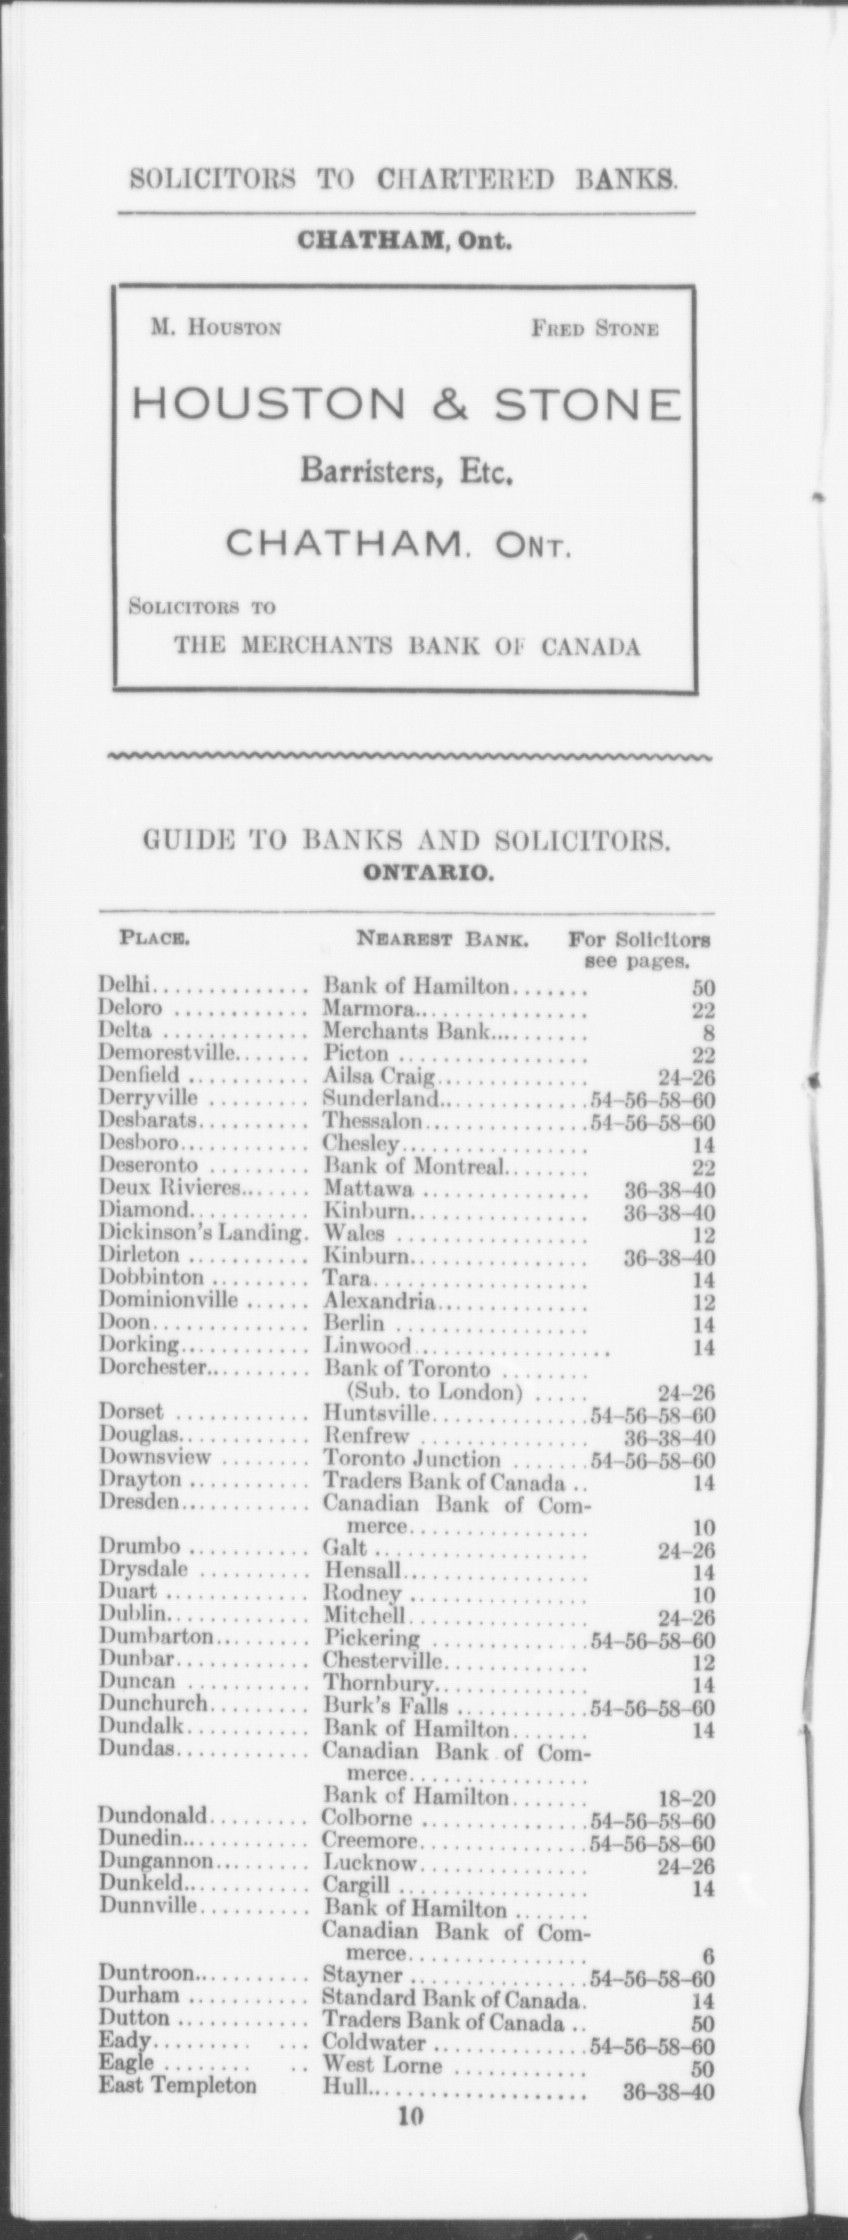 SOLICITORS TO CHARTERED BANKS.
CHATHAM, Ont.
M. HOUSTON FRED STONE
HOUSTON & STONE
Barristers, Etc.
CHATHAM, ONT.
SOLICITORS TO
THE MERCHANTS BANK OF CANADA
GUIDE TO BANKS AND SOLICITORS.
ONTARIO.
PLACE. NEAREST BANK. For Solicitors
see pages.
Delhi.............. Bank of Hamilton....... 50
Deloro ............ Marmora................ 22
Delta ............. Merchants Bank.......... 8
Demorestville....... Picton ................. 22
Denfield ........... Ailsa Craig.............. 24–26
Derryville ......... Sunderland..............54–56–58–60
Desbarats.......... Thessalon...............54–56–58–60
Desboro............ Chesley................. 14
Deseronto ......... Bank of Montreal........ 22
Deux Rivieres....... Mattawa ............... 36–38–40
Diamond........... Kinburn................ 36–38–40
Dickinson's Landing. Wales ................. 12
Dirleton ........... Kinburn................ 36–38–40
Dobbinton ......... Tara................... 14
Dominionville ...... Alexandria.............. 12
Doon.............. Berlin ................. 14
Dorking............ Linwood.................. 14
Dorchester.......... Bank of Toronto ........
(Sub. to London) ..... 24–26
Dorset ............ Huntsville..............54–56–58–60
Douglas............ Renfrew ............... 36–38–40
Downsview ........ Toronto Junction .......54–56–58–60
Drayton ........... Traders Bank of Canada .. 14
Dresden............ Canadian Bank of Com-
merce................ 10
Drumbo ........... Galt ................... 24–26
Drysdale .......... Hensall................. 14
Duart ............. Rodney ................ 10
Dublin............. Mitchell................ 24–26
Dumbarton......... Pickering ..............54–56–58–60
Dunbar............ Chesterville............. 12
Duncan ........... Thornbury.............. 14
Dunchurch......... Burk's Falls ............54–56–58–60
Dundalk........... Bank of Hamilton....... 14
Dundas............ Canadian Bank of Com-
merce................
Bank of Hamilton....... 18–20
Dundonald......... Colborne ...............54–56–58–60
Dunedin............ Creemore...............54–56–58–60
Dungannon......... Lucknow............... 24–26
Dunkeld............ Cargill ................. 14
Dunnville.......... Bank of Hamilton .......
Canadian Bank of Com-
merce................ 6
Duntroon........... Stayner ................54–56–58–60
Durham ........... Standard Bank of Canada. 14
Dutton ............ Traders Bank of Canada .. 50
Eady......... ... Coldwater ..............54–56–58–60
Eagle ........ .. West Lorne ............ 50
East Templeton Hull.................... 36–38–40
10